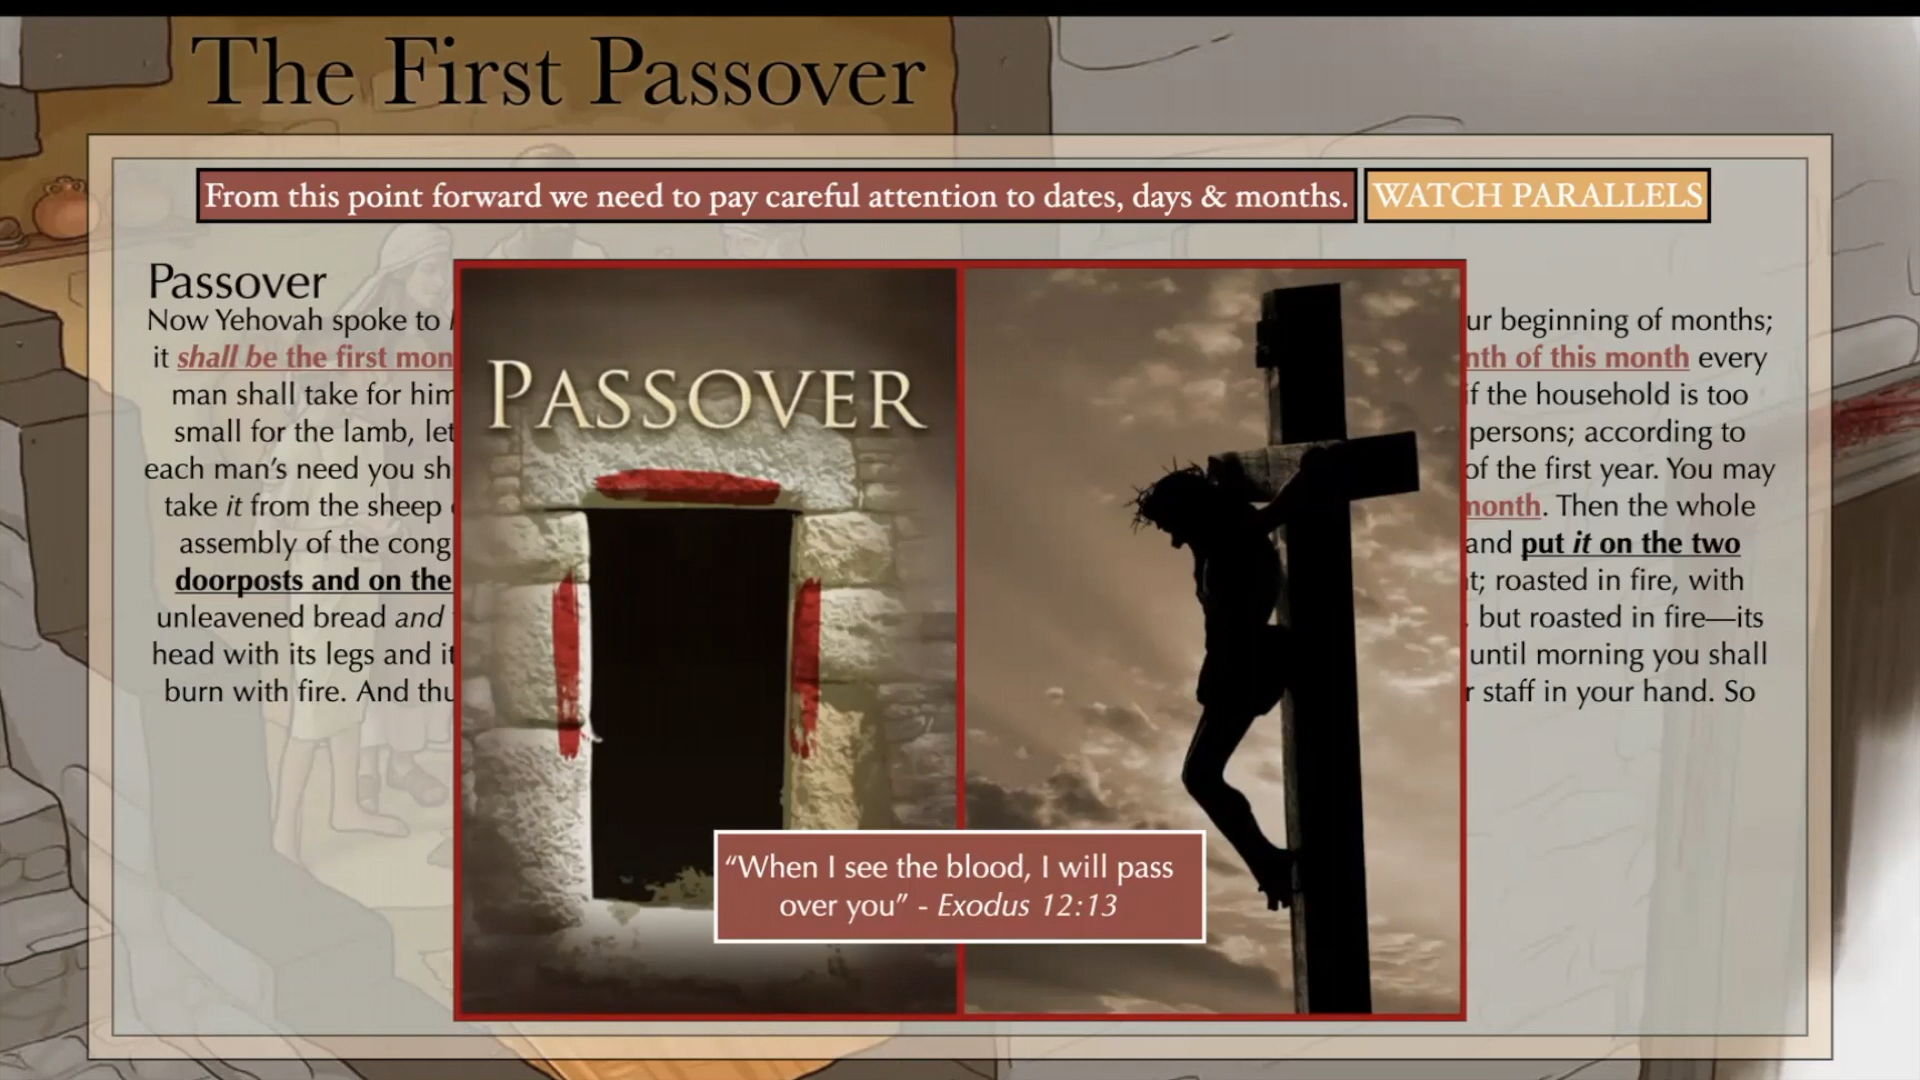 The First Passover
From this point forward we need to pay careful attention to dates, days & months.
WATCH PARALLELS
Passover
Now Yehovah spoke to
ur beginning of months;
it shall be the first mon
nth of this month every
man shall take for him
if the household is too
small for the lamb, let
persons; according to
each man's need you sh
of the first year. You may
take it from the sheep
month. Then the whole
assembly of the cong
and put it on the two
doorposts and on the
t; roasted in fire, with
unleavened bread and
but roasted in fire—its
head with its legs and it
until morning you shall
burn with fire. And thu
r staff in your hand. So
PASSOVER
“When I see the blood, I will pass
over you” - Exodus 12:13